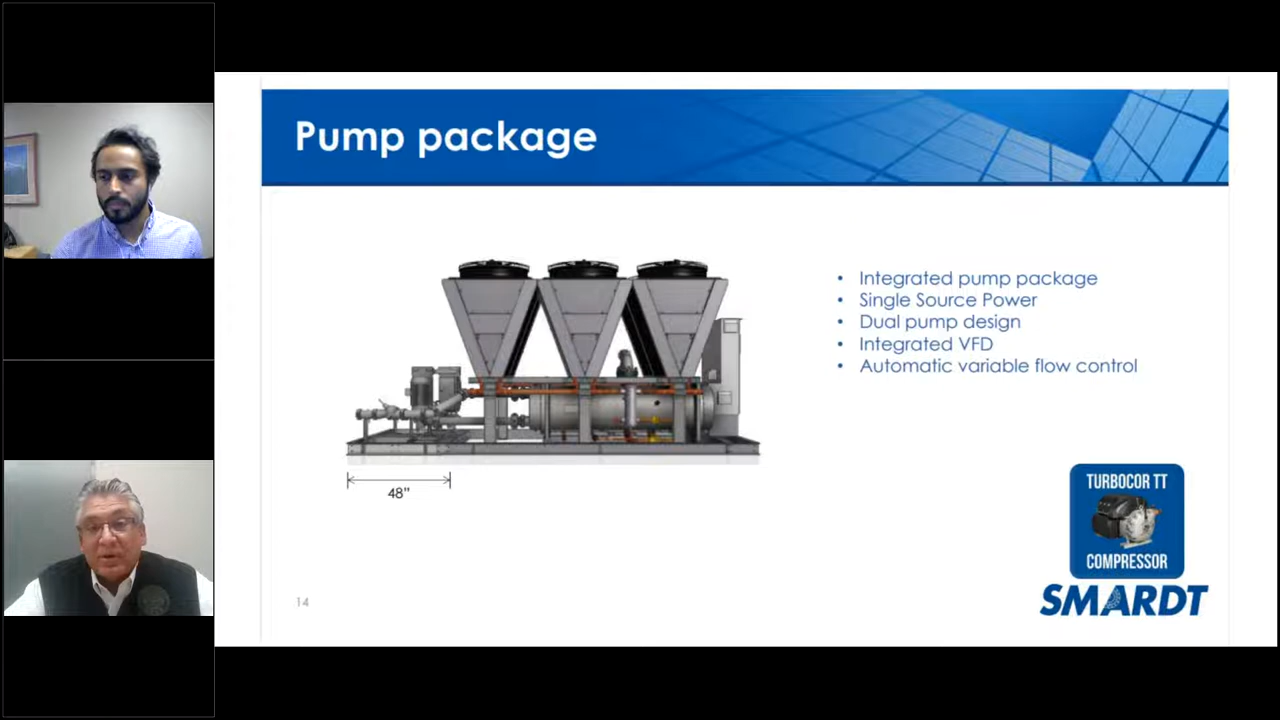 Pump package
• Integrated pump package
• Single Source Power
• Dual pump design
• Integrated VFD
• Automatic variable flow control
48"
TURBOCOR TT
COMPRESSOR
SMARDT
14